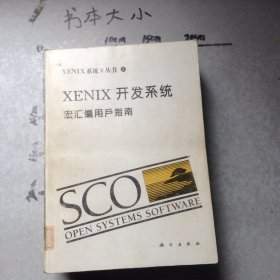 书本大小
XENIX系统V丛书
XENIX 开发系统
宏汇编用戶指南
SCO
OPEN SYSTEMS SOFTWARE
科学出版社